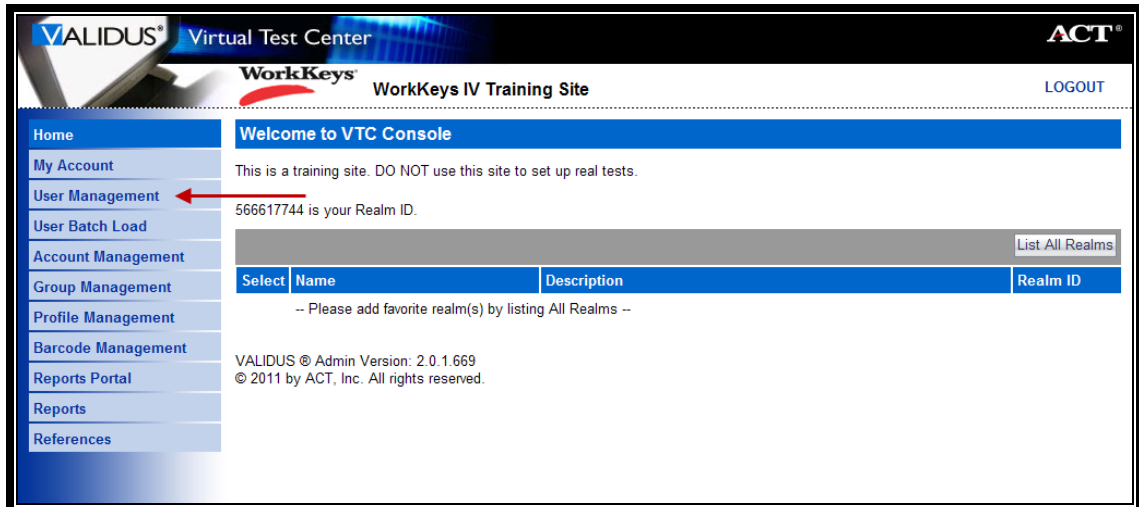 VALIDUS® Virtual Test Center
ACT®
WorkKeys®
WorkKeys IV Training Site
LOGOUT
Home
My Account
User Management
User Batch Load
Account Management
Group Management
Profile Management
Barcode Management
Reports Portal
Reports
References
Welcome to VTC Console
This is a training site. DO NOT use this site to set up real tests.
566617744 is your Realm ID.
List All Realms
Select Name Description Realm ID
-- Please add favorite realm(s) by listing All Realms --
VALIDUS ® Admin Version: 2.0.1.669
© 2011 by ACT, Inc. All rights reserved.